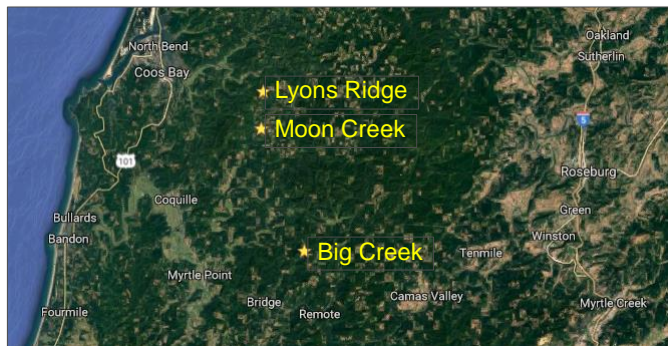 North Bend
Oakland
Sutherlin
Coos Bay
Lyons Ridge
5
Moon Creek
101
Roseburg
Coquille
Green
Bullards
Winston
Bandon
Big Creek
Tenmile
Myrtle Point
Camas Valley
Bridge
Myrtle Creek
Fourmile
Remote